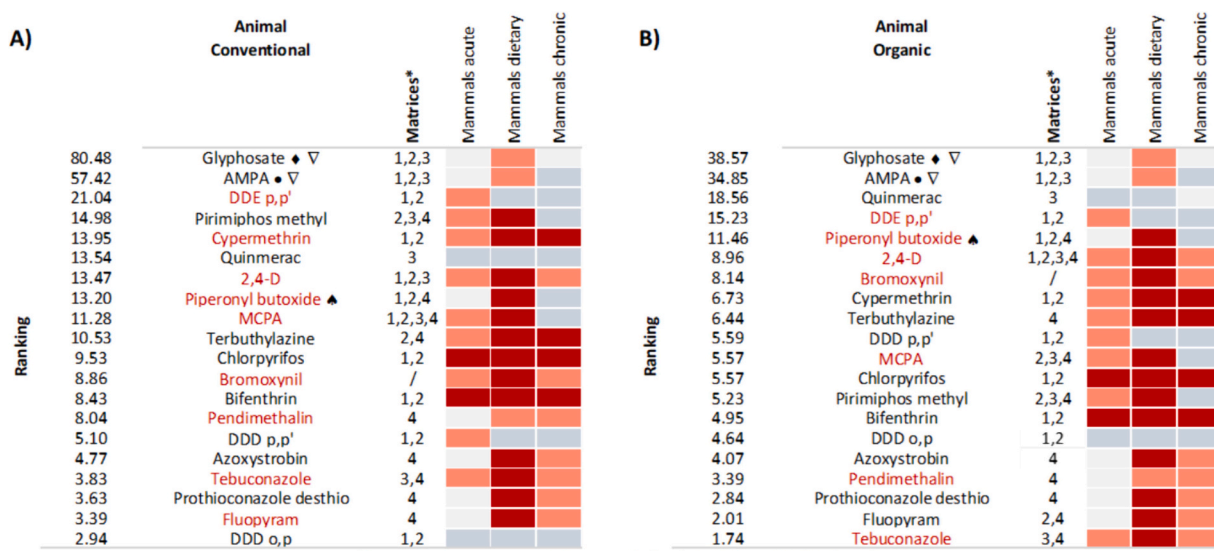 A)
Animal
Conventional
Matrices*
Mammals acute
Mammals dietary
Mammals chronic
Ranking
80.48 Glyphosate ♦ ∇ 1,2,3
57.42 AMPA ● ∇ 1,2,3
21.04 DDE p,p' 1,2
14.98 Pirimiphos methyl 2,3,4
13.95 Cypermethrin 1,2
13.54 Quinmerac 3
13.47 2,4-D 1,2,3
13.20 Piperonyl butoxide ♠ 1,2,4
11.28 MCPA 1,2,3,4
10.53 Terbuthylazine 2,4
9.53 Chlorpyrifos 1,2
8.86 Bromoxynil /
8.43 Bifenthrin 1,2
8.04 Pendimethalin 4
5.10 DDD p,p' 1,2
4.77 Azoxystrobin 4
3.83 Tebuconazole 3,4
3.63 Prothioconazole desthio 4
3.39 Fluopyram 4
2.94 DDD o,p 1,2
B)
Animal
Organic
Matrices*
Mammals acute
Mammals dietary
Mammals chronic
Ranking
38.57 Glyphosate ♦ ∇ 1,2,3
34.85 AMPA ● ∇ 1,2,3
18.56 Quinmerac 3
15.23 DDE p,p' 1,2
11.46 Piperonyl butoxide ♠ 1,2,4
8.96 2,4-D 1,2,3,4
8.14 Bromoxynil /
6.73 Cypermethrin 1,2
6.44 Terbuthylazine 4
5.59 DDD p,p' 1,2
5.57 MCPA 2,3,4
5.57 Chlorpyrifos 1,2
5.23 Pirimiphos methyl 2,3,4
4.95 Bifenthrin 1,2
4.64 DDD o,p 1,2
4.07 Azoxystrobin 4
3.39 Pendimethalin 4
2.84 Prothioconazole desthio 4
2.01 Fluopyram 2,4
1.74 Tebuconazole 3,4